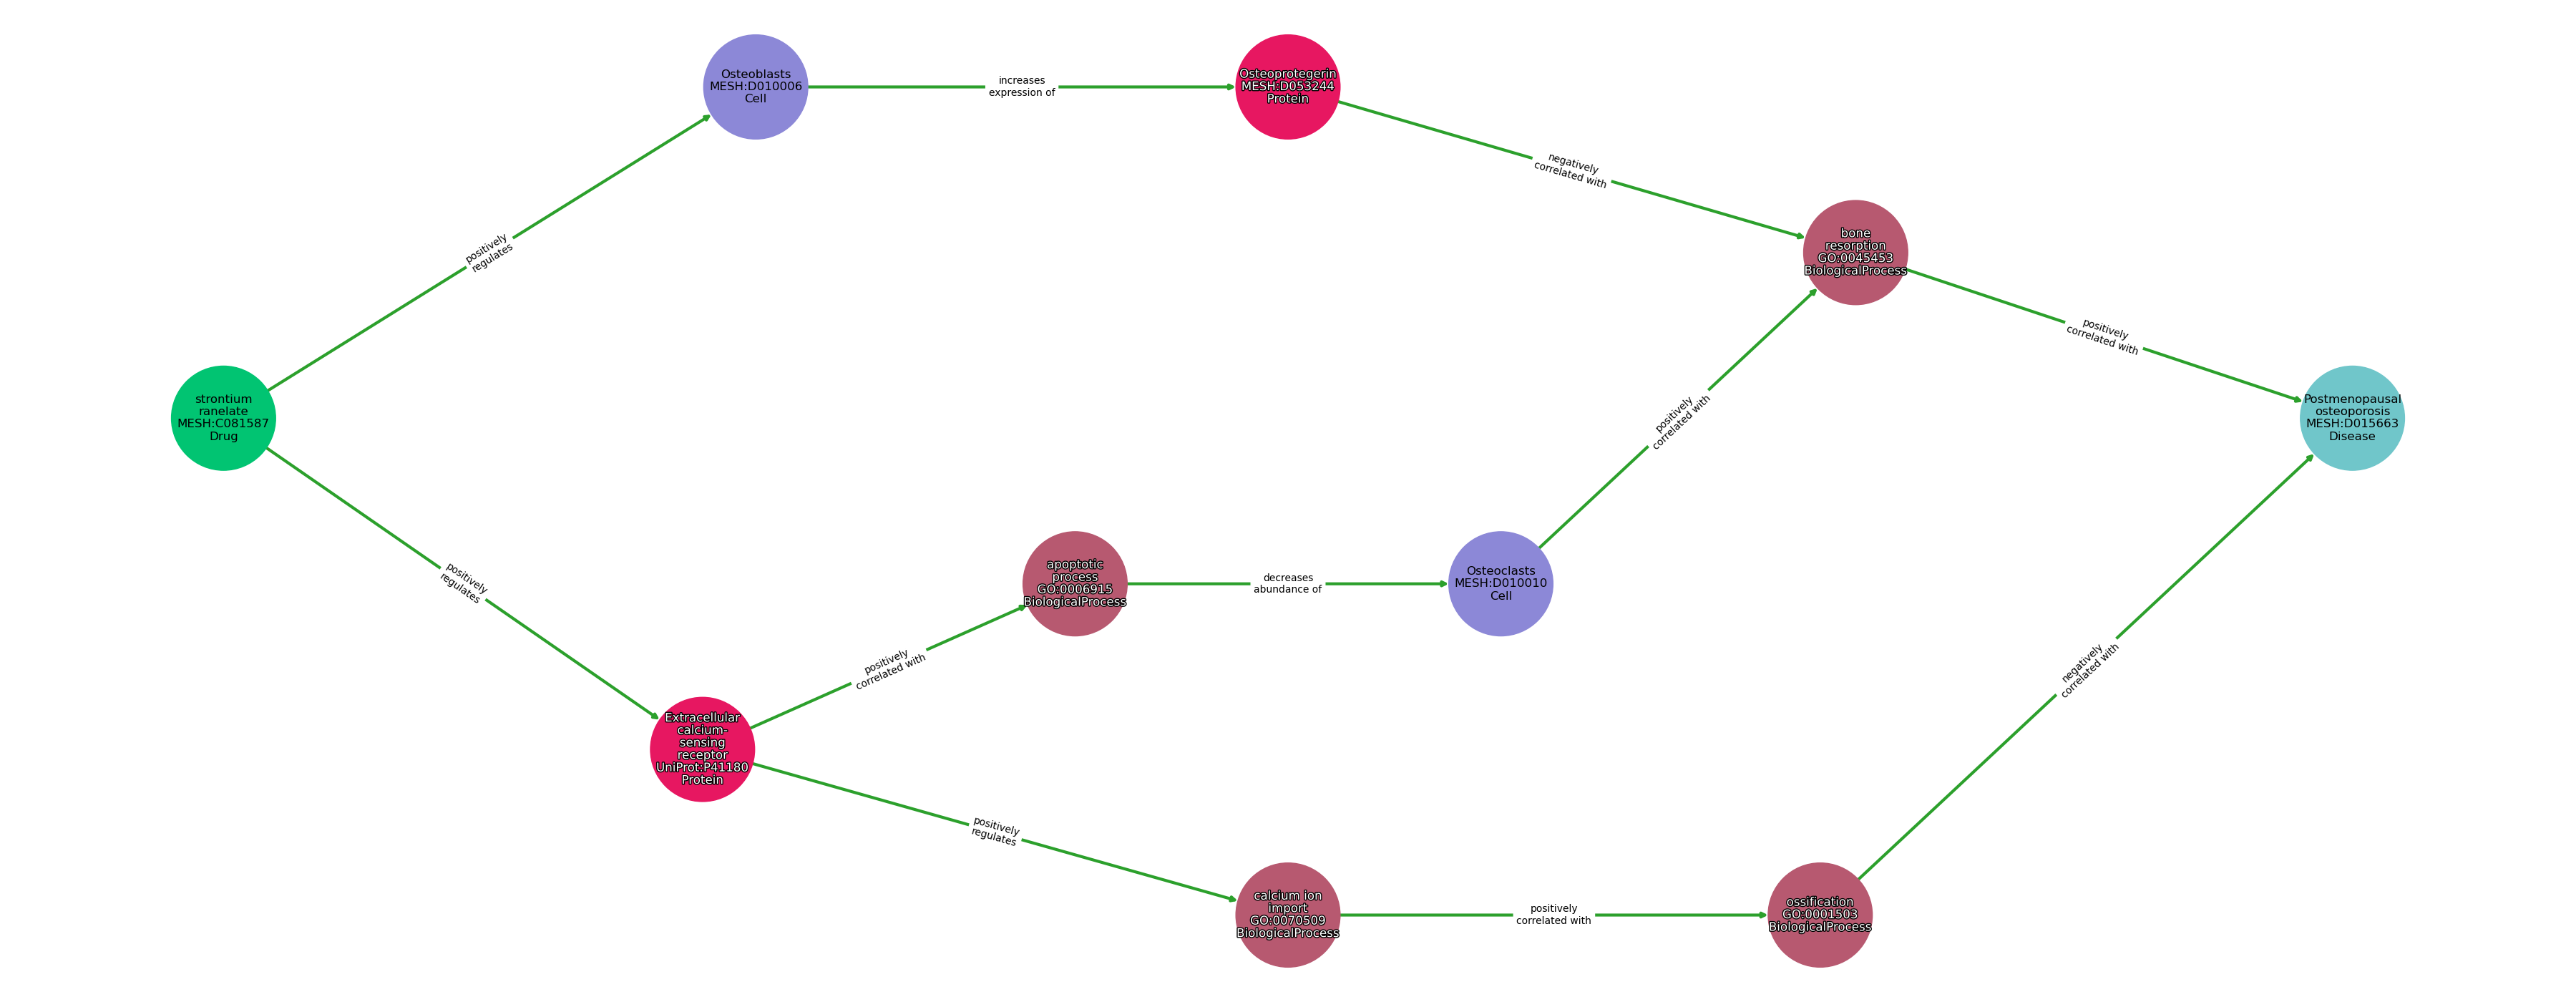 Osteoblasts
MESH:D010006
Cell
increases
expression of
Osteoprotegerin
MESH:D053244
Protein
negatively
correlated with
bone
resorption
GO:0045453
BiologicalProcess
positively
regulates
positively
correlated with
strontium
ranelate
MESH:C081587
Drug
Postmenopausal
osteoporosis
MESH:D015663
Disease
positively
correlated with
positively
regulates
apoptotic
process
GO:0006915
BiologicalProcess
decreases
abundance of
Osteoclasts
MESH:D010010
Cell
positively
correlated with
negatively
correlated with
Extracellular
calcium-
sensing
receptor
UniProt:P41180
Protein
positively
regulates
calcium ion
import
GO:0070509
BiologicalProcess
positively
correlated with
ossification
GO:0001503
BiologicalProcess